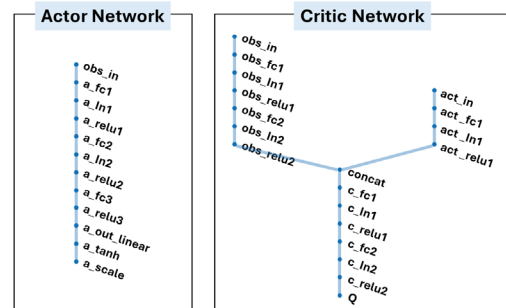 Actor Network
obs_in
a_fc1
a_ln1
a_relu1
a_fc2
a_ln2
a_relu2
a_fc3
a_relu3
a_out_linear
a_tanh
a_scale
Critic Network
obs_in
obs_fc1
obs_ln1
obs_relu1
obs_fc2
obs_ln2
obs_relu2
act_in
act_fc1
act_ln1
act_relu1
concat
c_fc1
c_ln1
c_relu1
c_fc2
c_ln2
c_relu2
Q